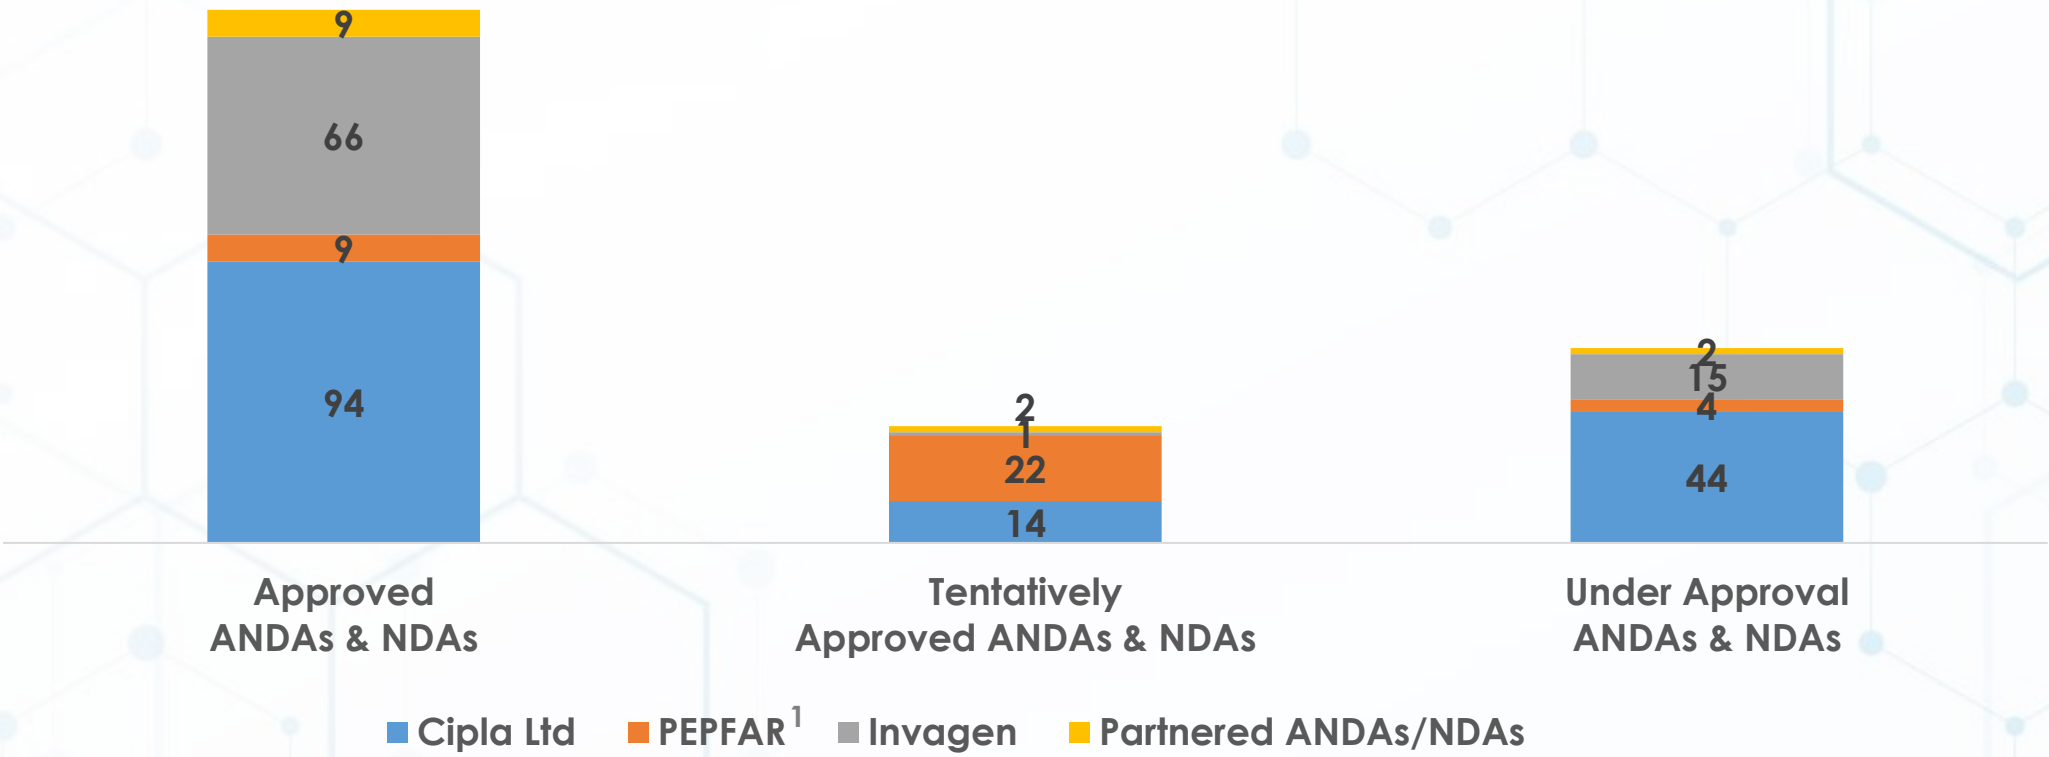 9
66
9
94
2
1
22
14
2
15
4
44
Approved
ANDAs & NDAs
Tentatively
Approved ANDAs & NDAs
Under Approval
ANDAs & NDAs
Cipla Ltd PEPFAR¹ Invagen Partnered ANDAs/NDAs